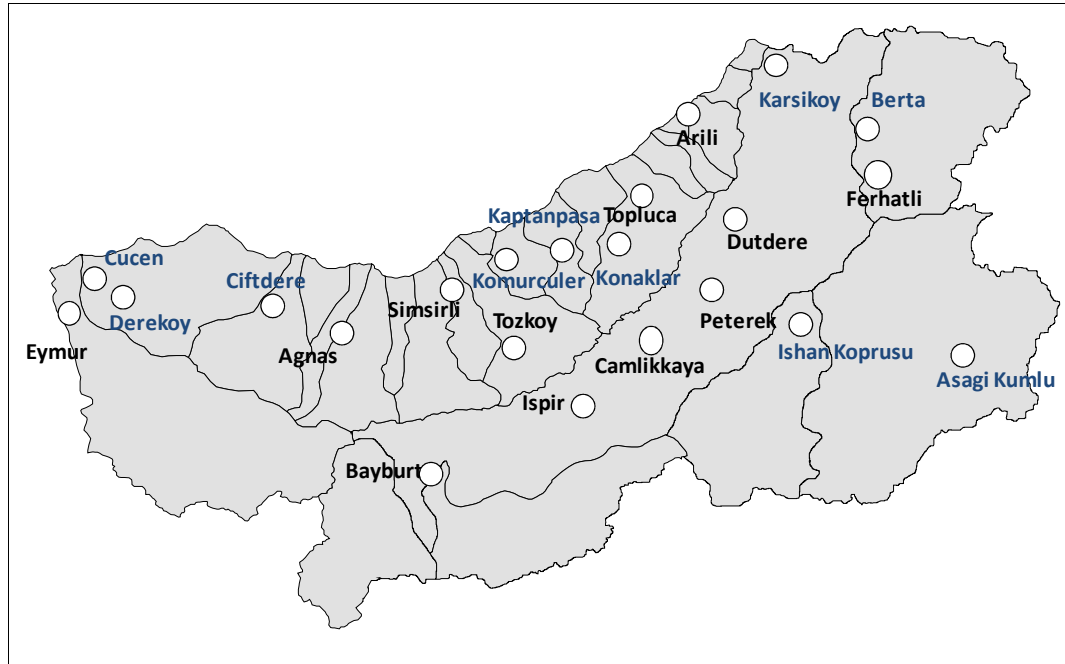 Karsikoy
Berta
Arili
Ferhatli
Kaptanpasa
Topluca
Dutdere
Cucen
Ciftdere
Komurculer
Konaklar
Derekoy
Simsirli
Tozkoy
Peterek
Eymur
Agnas
Camlikkaya
Ishan Koprusu
Asagi Kumlu
Ispir
Bayburt